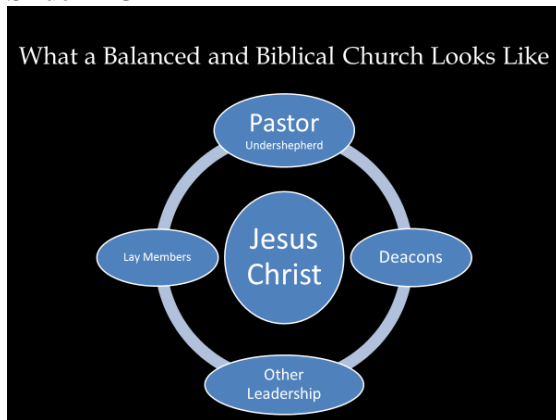 What a Balanced and Biblical Church Looks Like
Pastor
Undershepherd
Jesus
Christ
Lay Members
Deacons
Other
Leadership